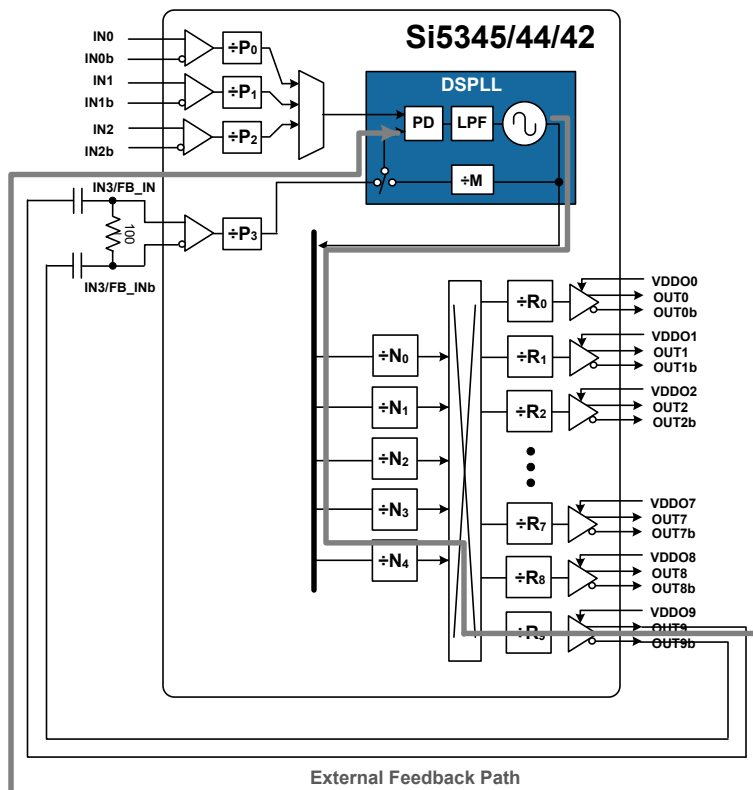 Si5345/44/42
IN0
IN0b
÷P0
IN1
IN1b
÷P1
IN2
IN2b
÷P2
DSPLL
PD
LPF
÷M
IN3/FB_IN
100
÷P3
IN3/FB_INb
÷N0
÷N1
÷N2
÷N3
÷N4
÷R0
VDDO0
OUT0
OUT0b
÷R1
VDDO1
OUT1
OUT1b
÷R2
VDDO2
OUT2
OUT2b
÷R7
VDDO7
OUT7
OUT7b
÷R8
VDDO8
OUT8
OUT8b
÷R9
VDDO9
OUT9
OUT9b
External Feedback Path